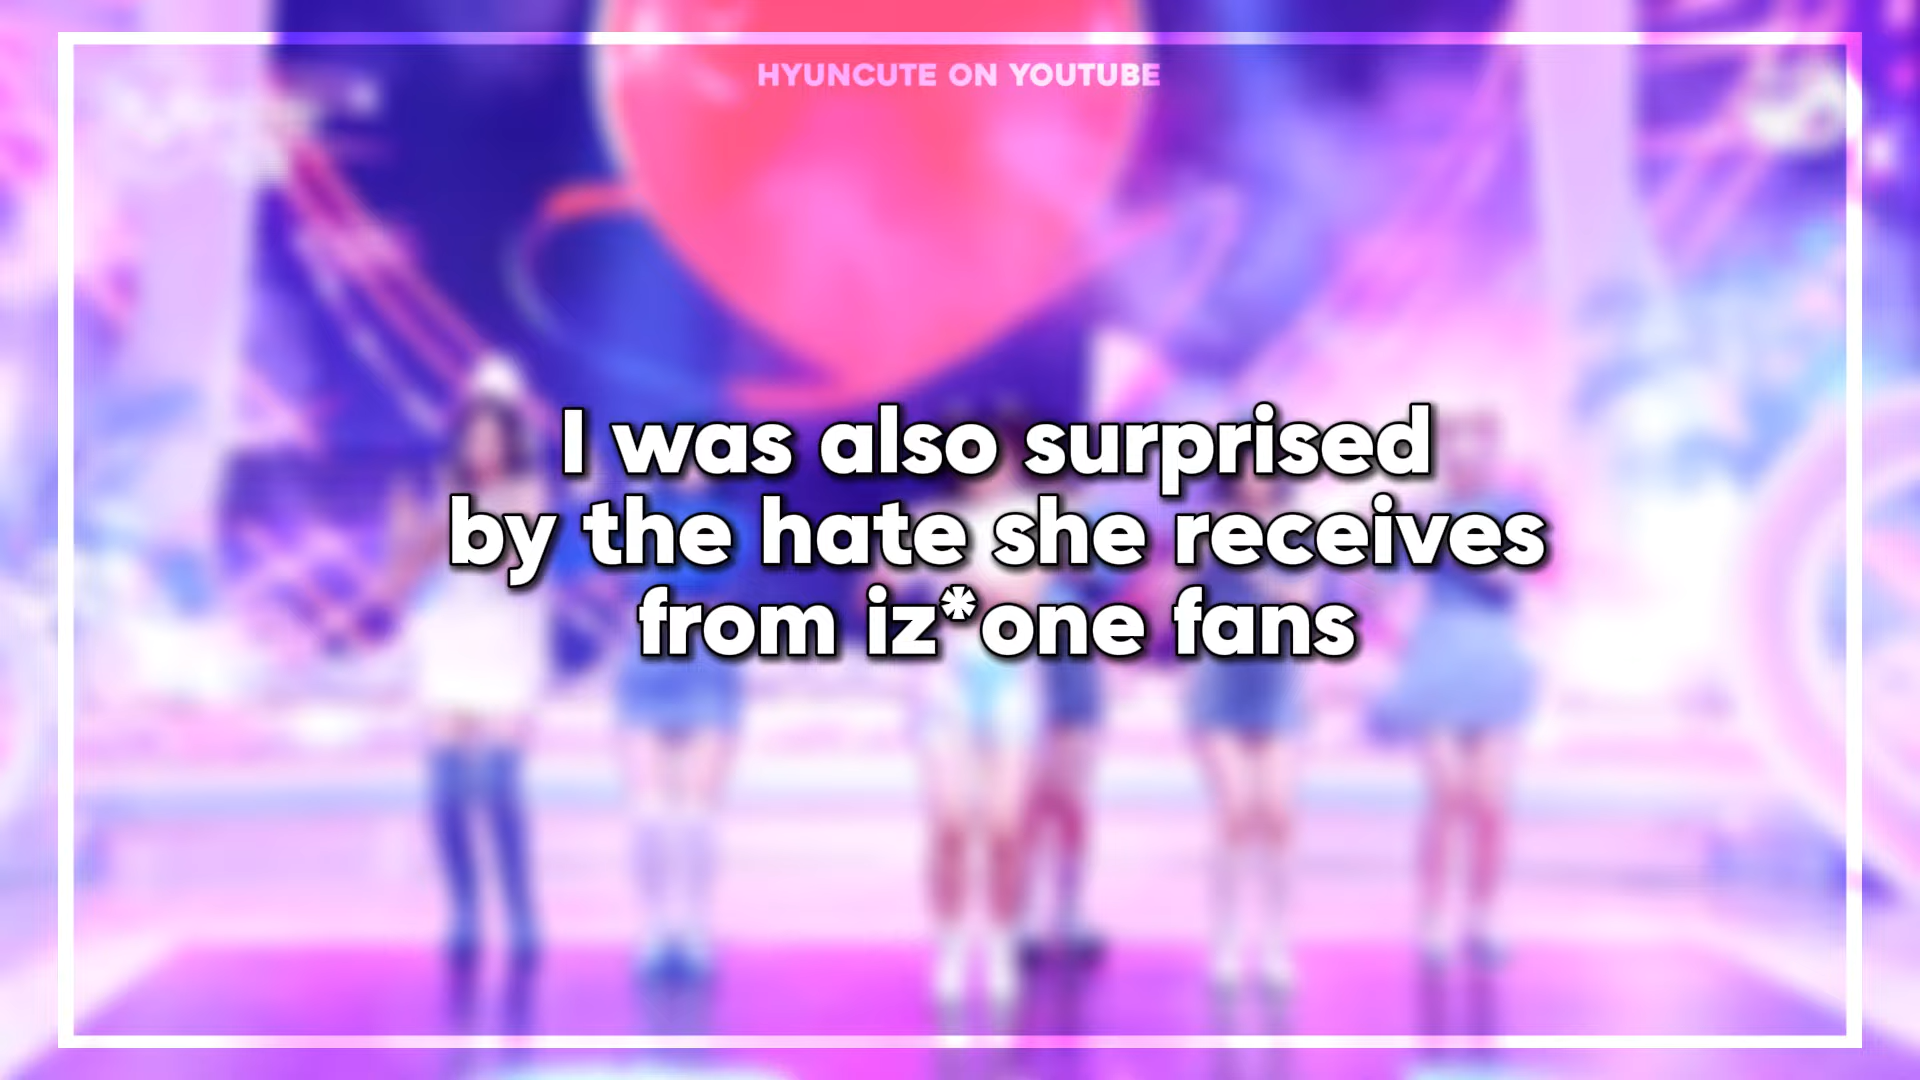 HYUNCUTE ON YOUTUBE
I was also surprised
by the hate she receives
from iz*one fans